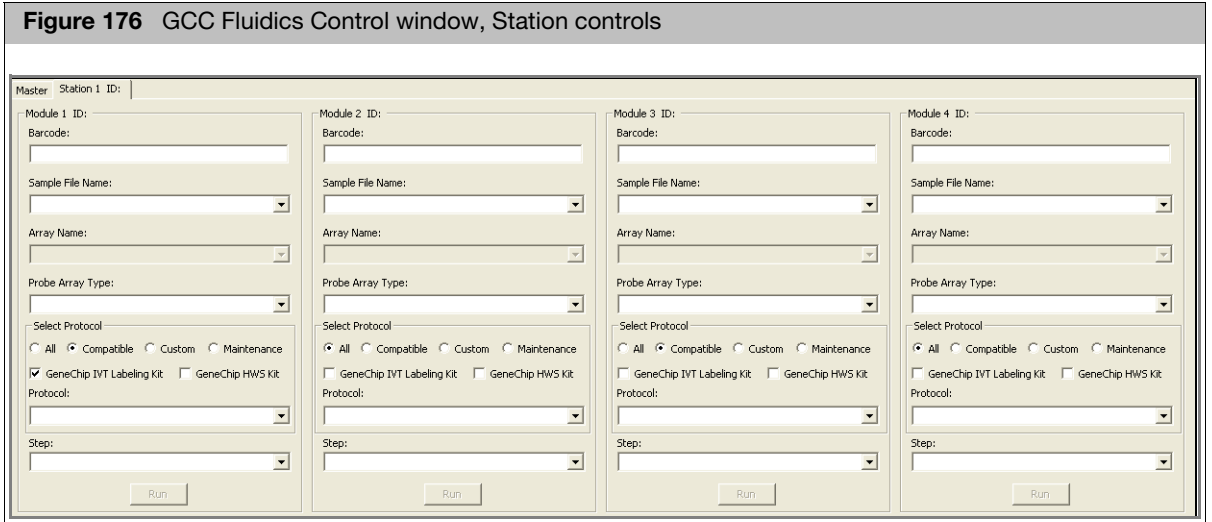 Figure 176 GCC Fluidics Control window, Station controls
Master Station 1 ID:
Module 1 ID:
Barcode:
Sample File Name:
Array Name:
Probe Array Type:
Select Protocol
All Compatible Custom Maintenance
GeneChip IVT Labeling Kit GeneChip HWS Kit
Protocol:
Step:
Run
Module 2 ID:
Barcode:
Sample File Name:
Array Name:
Probe Array Type:
Select Protocol
All Compatible Custom Maintenance
GeneChip IVT Labeling Kit GeneChip HWS Kit
Protocol:
Step:
Run
Module 3 ID:
Barcode:
Sample File Name:
Array Name:
Probe Array Type:
Select Protocol
All Compatible Custom Maintenance
GeneChip IVT Labeling Kit GeneChip HWS Kit
Protocol:
Step:
Run
Module 4 ID:
Barcode:
Sample File Name:
Array Name:
Probe Array Type:
Select Protocol
All Compatible Custom Maintenance
GeneChip IVT Labeling Kit GeneChip HWS Kit
Protocol:
Step:
Run